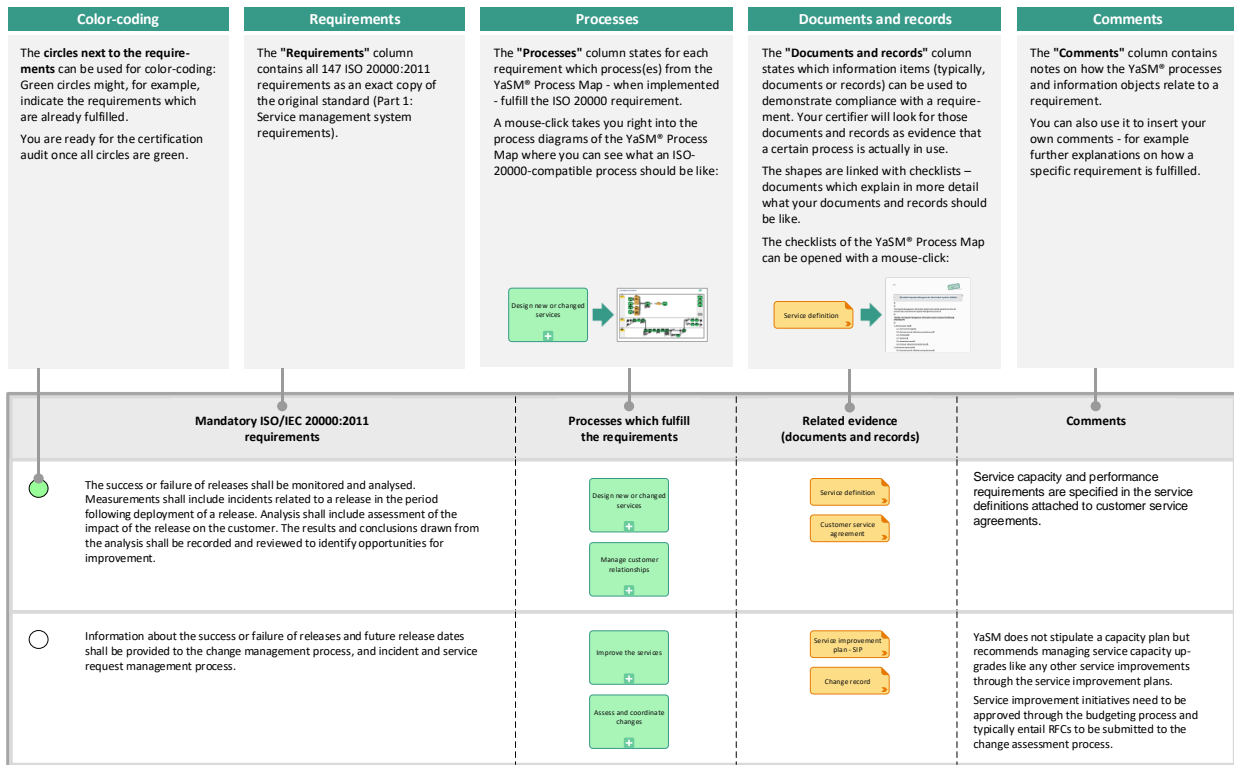 Color-coding
The circles next to the require-
ments can be used for color-coding:
Green circles might, for example,
indicate the requirements which
are already fulfilled.
You are ready for the certification
audit once all circles are green.
Requirements
The "Requirements" column
contains all 147 ISO 20000:2011
requirements as an exact copy of
the original standard (Part 1:
Service management system
requirements).
Processes
The "Processes" column states for each
requirement which process(es) from the
YaSM® Process Map - when implemented
- fulfill the ISO 20000 requirement.
A mouse-click takes you right into the
process diagrams of the YaSM® Process
Map where you can see what an ISO-
20000-compatible process should be like:
Design new or changed
services
Documents and records
The "Documents and records" column
states which information items (typically,
documents or records) can be used to
demonstrate compliance with a require-
ment. Your certifier will look for those
documents and records as evidence that
a certain process is actually in use.
The shapes are linked with checklists –
documents which explain in more detail
what your documents and records should
be like.
The checklists of the YaSM® Process Map
can be opened with a mouse-click:
Service definition
Comments
The "Comments" column contains
notes on how the YaSM® processes
and information objects relate to a
requirement.
You can also use it to insert your
own comments - for example
further explanations on how a
specific requirement is fulfilled.
Mandatory ISO/IEC 20000:2011
requirements
Processes which fulfill
the requirements
Related evidence
(documents and records)
Comments
The success or failure of releases shall be monitored and analysed.
Measurements shall include incidents related to a release in the period
following deployment of a release. Analysis shall include assessment of the
impact of the release on the customer. The results and conclusions drawn from
the analysis shall be recorded and reviewed to identify opportunities for
improvement.
Design new or changed
services
Manage customer
relationships
Service definition
Customer service
agreement
Service capacity and performance
requirements are specified in the service
definitions attached to customer service
agreements.
Information about the success or failure of releases and future release dates
shall be provided to the change management process, and incident and service
request management process.
Improve the services
Assess and coordinate
changes
Service improvement
plan - SIP
Change record
YaSM does not stipulate a capacity plan but
recommends managing service capacity up-
grades like any other service improvements
through the service improvement plans.
Service improvement initiatives need to be
approved through the budgeting process and
typically entail RFCs to be submitted to the
change assessment process.